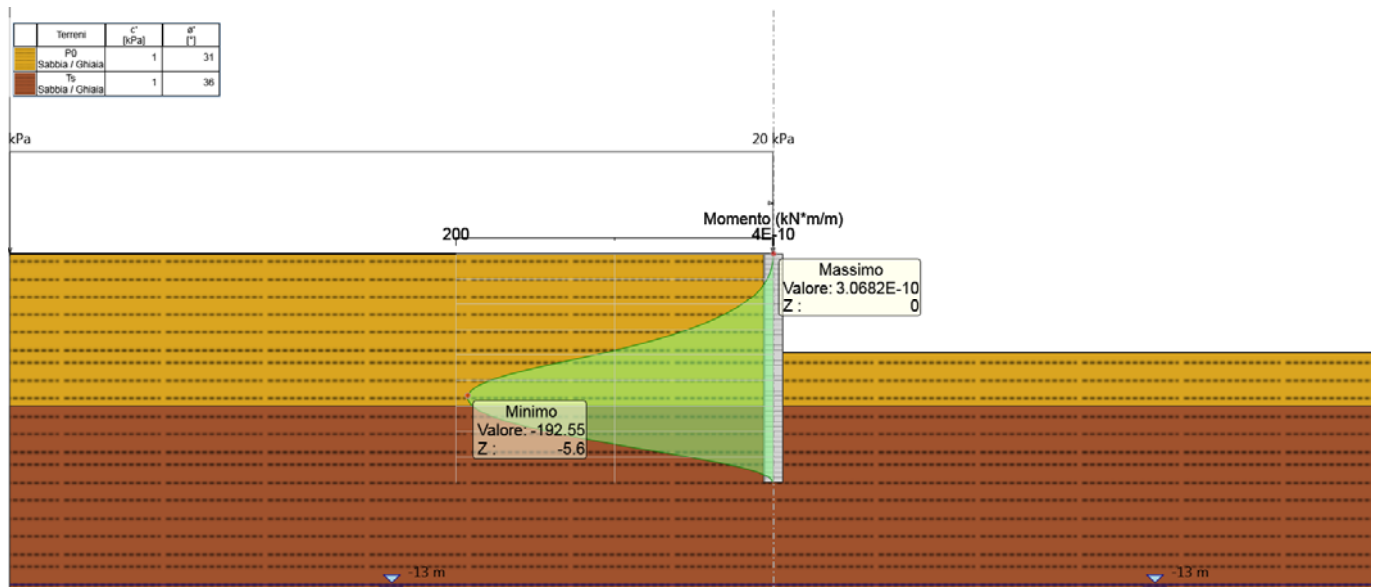 Terreni c' ø'
[kPa] [°]
P0
Sabbia / Ghiaia 1 31
Ts
Sabbia / Ghiaia 1 36
kPa 20 kPa
Momento (kN*m/m)
200 4E-10
Massimo
Valore: 3.0682E-10
Z : 0
Minimo
Valore: -192.55
Z : -5.6
-13 m -13 m